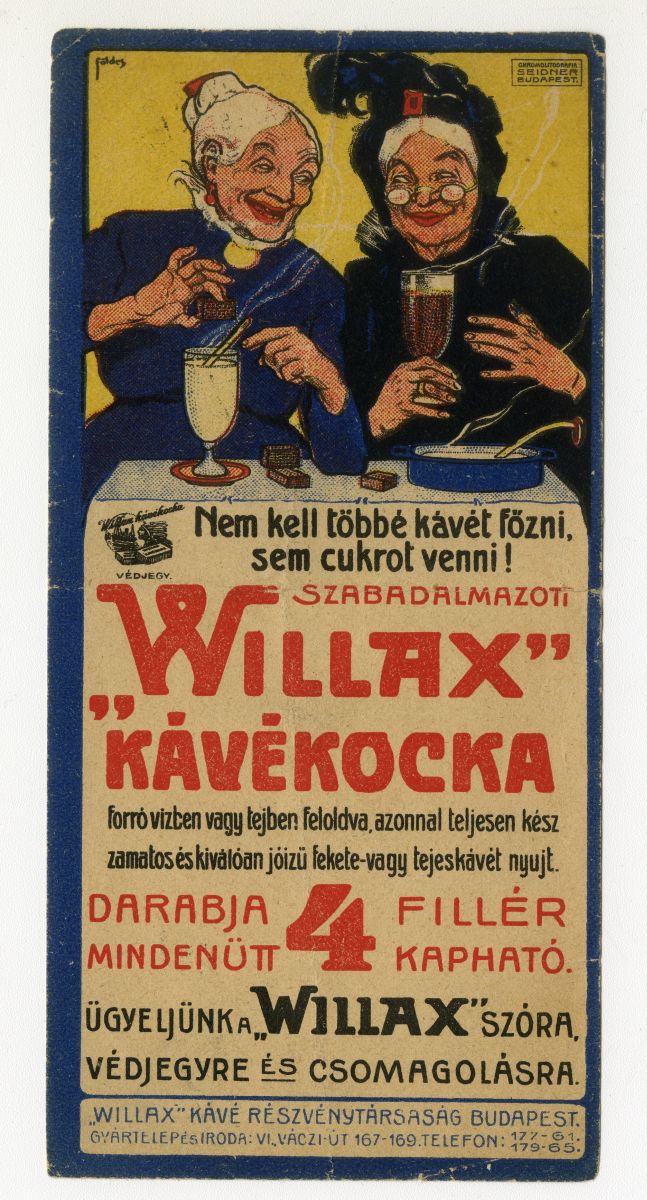 földes
CHROMOLITOGRAFIA
SEIDNER
BUDAPEST.
Willax kávékocka
VÉDJEGY.
Nem kell többé kávét főzni,
sem cukrot venni!
SZABADALMAZOTT
WILLAX”
„KÁVÉKOCKA
forró vízben vagy tejben feloldva, azonnal teljesen kész
zamatos és kiválóan jóízű fekete-vagy tejeskávét nyujt.
DARABJA 4 FILLÉR
MINDENÜTT KAPHATÓ.
ÜGYELJÜNK A „WILLAX” SZÓRA,
VÉDJEGYRE ÉS CSOMAGOLÁSRA.
„WILLAX” KÁVÉ RÉSZVÉNYTÁRSASÁG BUDAPEST.
GYÁRTELEP ÉS IRODA: VI., VÁCZI-ÚT 167-169. TELEFON: 177-61.
179-65.